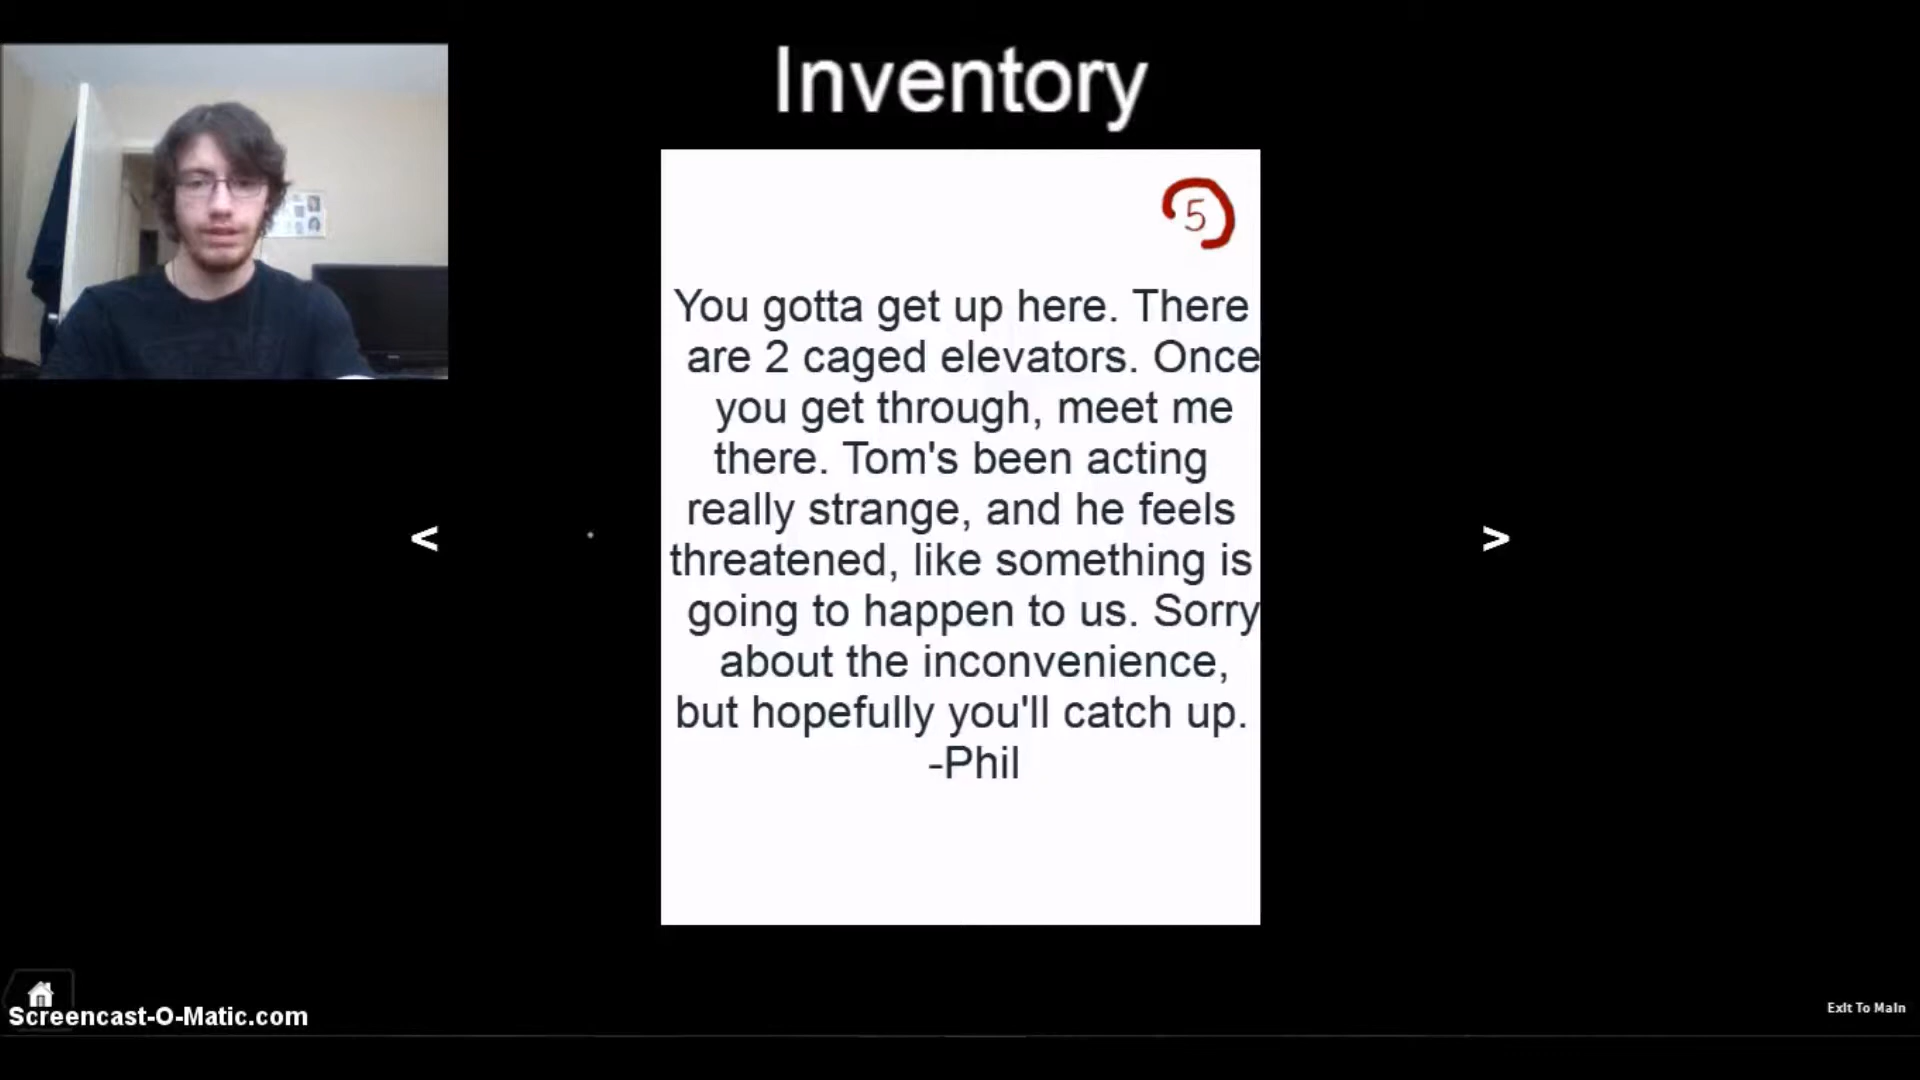 Inventory
5
You gotta get up here. There
are 2 caged elevators. Once
you get through, meet me
there. Tom's been acting
really strange, and he feels
threatened, like something is
going to happen to us. Sorry
about the inconvenience,
but hopefully you'll catch up.
-Phil
<
>
Screencast-O-Matic.com
Exit To Main